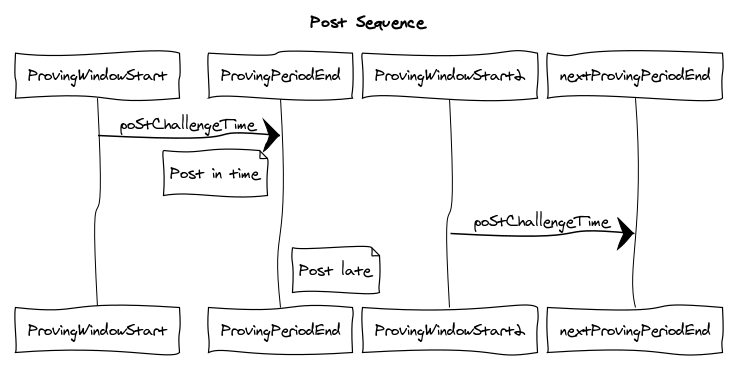 Post Sequence
ProvingWindowStart ProvingPeriodEnd ProvingWindowStart2 nextProvingPeriodEnd
poStChallengeTime
Post in time
poStChallengeTime
Post late
ProvingWindowStart ProvingPeriodEnd ProvingWindowStart2 nextProvingPeriodEnd